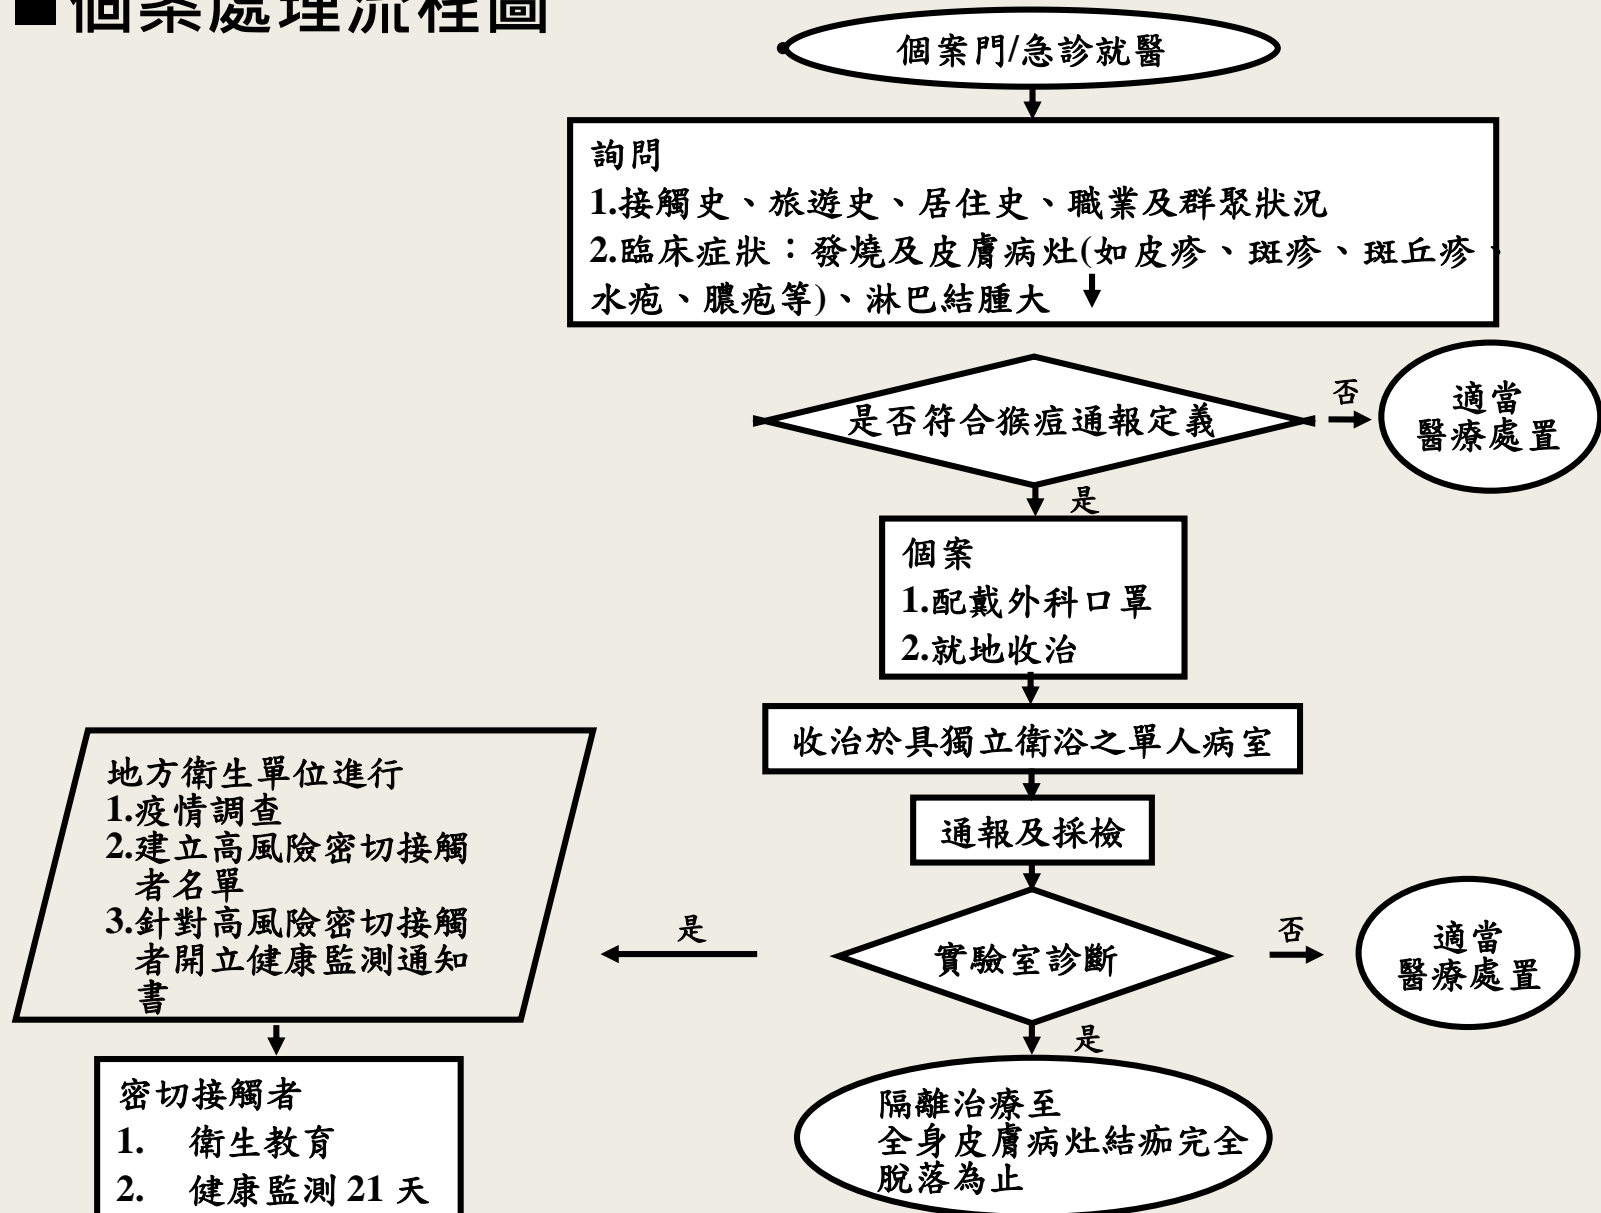 ■個案處理流程圖
個案門/急診就醫
詢問
1.接觸史、旅遊史、居住史、職業及群聚狀況
2.臨床症狀：發燒及皮膚病灶(如皮疹、斑疹、斑丘疹、
水疱、膿疱等)、淋巴結腫大
是否符合猴痘通報定義
否
適當
醫療處置
是
個案
1.配戴外科口罩
2.就地收治
收治於具獨立衛浴之單人病室
通報及採檢
實驗室診斷
否
適當
醫療處置
是
地方衛生單位進行
1.疫情調查
2.建立高風險密切接觸
者名單
3.針對高風險密切接觸
者開立健康監測通知
書
密切接觸者
1. 衛生教育
2. 健康監測21天
是
隔離治療至
全身皮膚病灶結痂完全
脫落為止